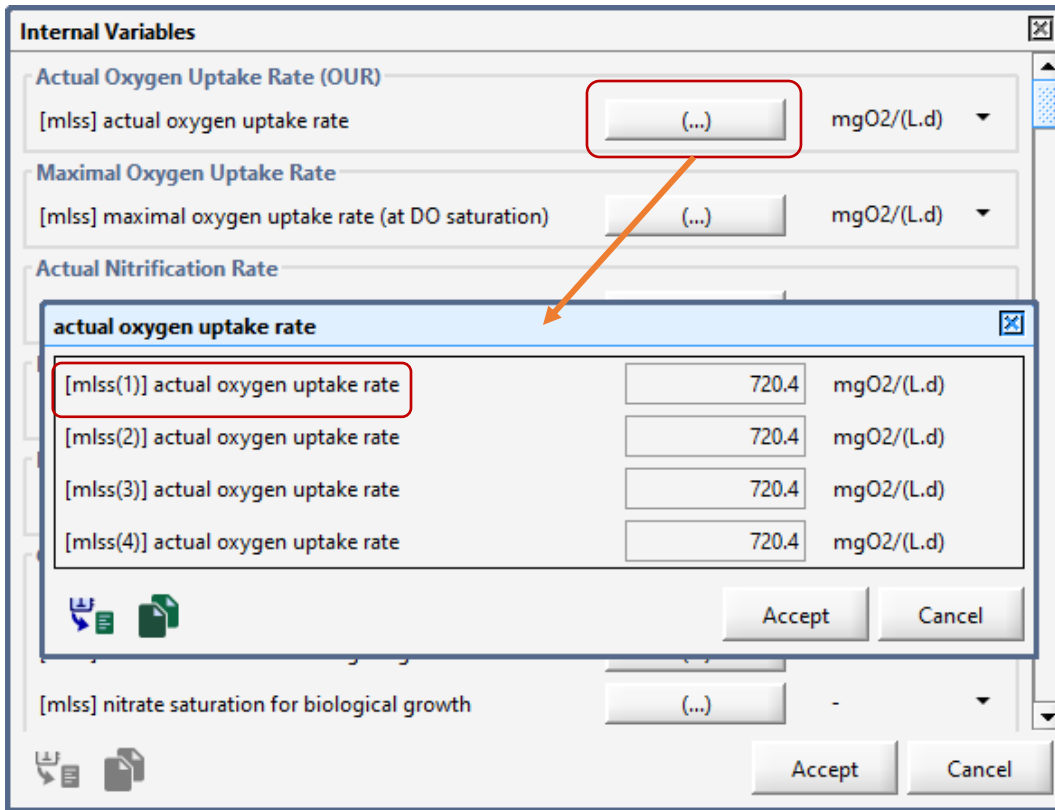 Internal Variables
Actual Oxygen Uptake Rate (OUR)
[mlss] actual oxygen uptake rate (...) mgO2/(L.d)
Maximal Oxygen Uptake Rate
[mlss] maximal oxygen uptake rate (at DO saturation) (...) mgO2/(L.d)
Actual Nitrification Rate
actual oxygen uptake rate
[mlss(1)] actual oxygen uptake rate 720.4 mgO2/(L.d)
[mlss(2)] actual oxygen uptake rate 720.4 mgO2/(L.d)
[mlss(3)] actual oxygen uptake rate 720.4 mgO2/(L.d)
[mlss(4)] actual oxygen uptake rate 720.4 mgO2/(L.d)
Accept Cancel
[mlss] nitrate saturation for biological growth (...) -
Accept Cancel